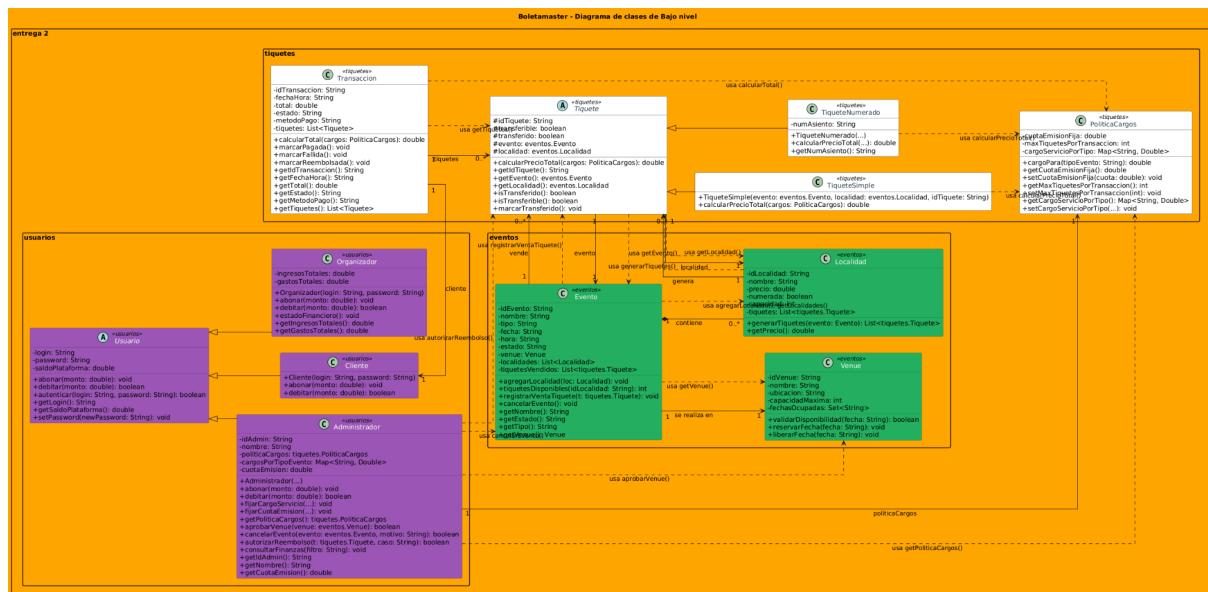 Boletamaster - Diagrama de clases de Bajo nivel
entrega 2
tiquetes
C «tiquetes»
Transaccion
-idTransaccion: String
-fechaHora: String
-total: double
-estado: String
-metodoPago: String
-tiquetes: List<Tiquete>
+calcularTotal(cargos: PoliticaCargos): double
+marcarPagada(): void
+marcarFallida(): void
+marcarReembolsada(): void
+getIdTransaccion(): String
+getFechaHora(): String
+getTotal(): double
+getEstado(): String
+getMetodoPago(): String
+getTiquetes(): List<Tiquete>
usa calcularTotal()
usa getTiquetes()
1 tiquetes 0..*
A «tiquetes»
Tiquete
#idTiquete: String
#transferible: boolean
#transferido: boolean
#evento: eventos.Evento
#localidad: eventos.Localidad
+calcularPrecioTotal(cargos: PoliticaCargos): double
+getIdTiquete(): String
+getEvento(): eventos.Evento
+getLocalidad(): eventos.Localidad
+isTransferido(): boolean
+isTransferible(): boolean
+marcarTransferido(): void
C «tiquetes»
TiqueteNumerado
-numAsiento: String
+TiqueteNumerado(...)
+calcularPrecioTotal(...): double
+getNumAsiento(): String
C «tiquetes»
TiqueteSimple
+TiqueteSimple(evento: eventos.Evento, localidad: eventos.Localidad, idTiquete: String)
+calcularPrecioTotal(cargos: PoliticaCargos): double
C «tiquetes»
PoliticaCargos
-cuotaEmisionFija: double
-maxTiquetesPorTransaccion: int
-cargoServicioPorTipo: Map<String, Double>
+cargoPara(tipoEvento: String): double
+getCuotaEmisionFija(): double
+setCuotaEmisionFija(cuota: double): void
+getMaxTiquetesPorTransaccion(): int
+setMaxTiquetesPorTransaccion(int): void
+getCargoServicioPorTipo(): Map<String, Double>
+setCargoServicioPorTipo(...): void
usuarios
C «usuarios»
Organizador
-ingresosTotales: double
-gastosTotales: double
+Organizador(login: String, password: String)
+abonar(monto: double): void
+debitar(monto: double): boolean
+estadoFinanciero(): void
+getIngresosTotales(): double
+getGastosTotales(): double
A «usuarios»
Usuario
-login: String
-password: String
-saldoPlataforma: double
+abonar(monto: double): void
+debitar(monto: double): boolean
+autenticar(login: String, password: String): boolean
+getLogin(): String
+getSaldoPlataforma(): double
+setPassword(newPassword: String): void
C «usuarios»
Cliente
+Cliente(login: String, password: String)
+abonar(monto: double): void
+debitar(monto: double): boolean
C «usuarios»
Administrador
-idAdmin: String
-nombre: String
-politicaCargos: tiquetes.PoliticaCargos
-cargosPorTipoEvento: Map<String, Double>
-cuotaEmision: double
+Administrador(...)
+abonar(monto: double): void
+debitar(monto: double): boolean
+fijarCargoServicio(...): void
+fijarCuotaEmision(...): void
+getPoliticaCargos(): tiquetes.PoliticaCargos
+aprobarVenue(venue: eventos.Venue): boolean
+cancelarEvento(evento: eventos.Evento, motivo: String): boolean
+autorizarReembolso(t: tiquetes.Tiquete, caso: String): boolean
+consultarFinanzas(filtro: String): void
+getIdAdmin(): String
+getNombre(): String
+getCuotaEmision(): double
cliente
eventos
usa registrarVentaTiquete()
vende
evento
usa getEvento()
usa getLocalidad()
usa generarTiquetes()
localidad
genera
C «eventos»
Evento
-idEvento: String
-nombre: String
-tipo: String
-fecha: String
-hora: String
-estado: String
-venue: Venue
-localidades: List<Localidad>
-tiquetesVendidos: List<tiquetes.Tiquete>
+agregarLocalidad(loc: Localidad): void
+tiquetesDisponibles(idLocalidad: String): int
+registrarVentaTiquete(t: tiquetes.Tiquete): void
+cancelarEvento(): void
+getNombre(): String
+getEstado(): String
+getTipo(): String
+getVenue(): Venue
C «eventos»
Localidad
-idLocalidad: String
-nombre: String
-precio: double
-numerada: boolean
-tiquetes: List<tiquetes.Tiquete>
+generarTiquetes(evento: Evento): List<tiquetes.Tiquete>
+getPrecio(): double
1 contiene 0..*
C «eventos»
Venue
-idVenue: String
-nombre: String
-ubicacion: String
-capacidadMaxima: int
-fechasOcupadas: Set<String>
+validarDisponibilidad(fecha: String): boolean
+reservarFecha(fecha: String): void
+liberarFecha(fecha: String): void
usa getVenue()
1 se realiza en 1
usa autorizarReembolso()
usa aprobarVenue()
1 politicaCargos
usa getPoliticaCargos()